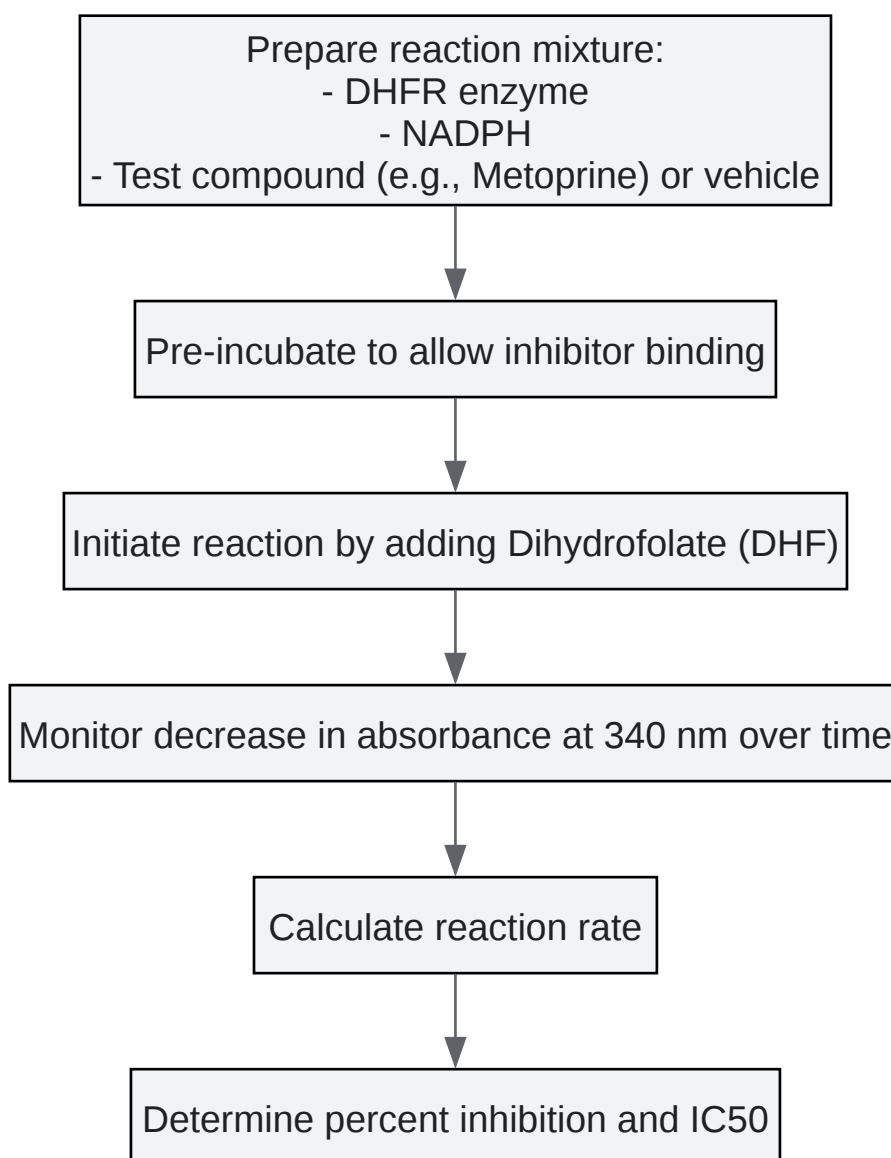 Prepare reaction mixture:
- DHFR enzyme
- NADPH
- Test compound (e.g., Metoprine) or vehicle
Pre-incubate to allow inhibitor binding
Initiate reaction by adding Dihydrofolate (DHF)
Monitor decrease in absorbance at 340 nm over time
Calculate reaction rate
Determine percent inhibition and IC50